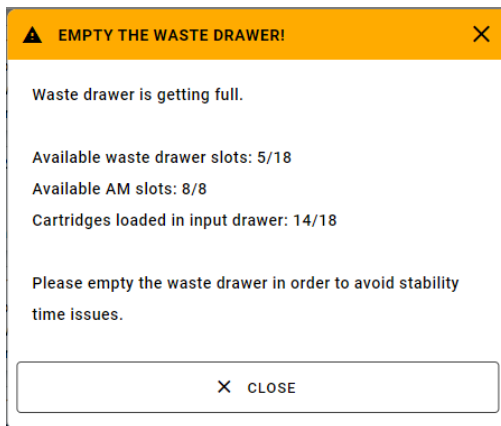 EMPTY THE WASTE DRAWER!
Waste drawer is getting full.
Available waste drawer slots: 5/18
Available AM slots: 8/8
Cartridges loaded in input drawer: 14/18
Please empty the waste drawer in order to avoid stability
time issues.
CLOSE